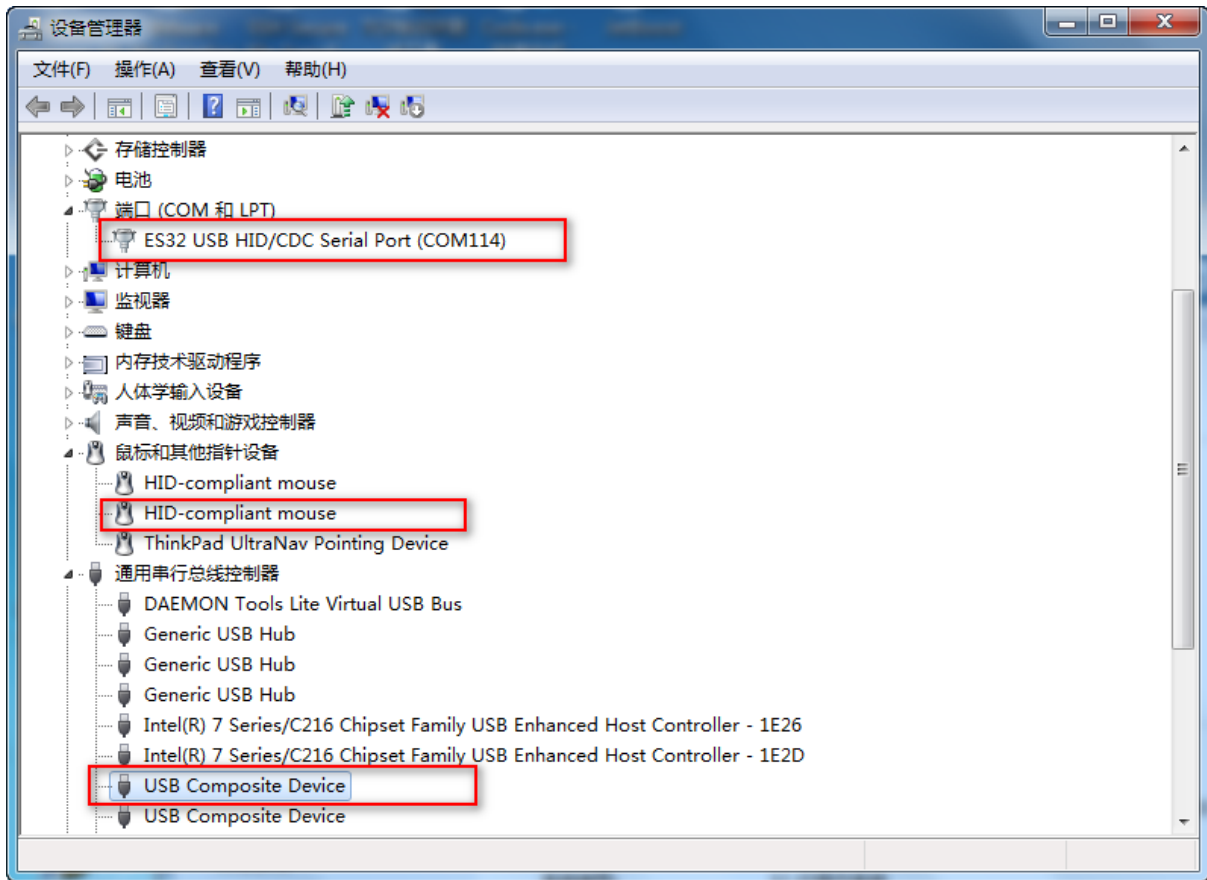 设备管理器
文件(F) 操作(A) 查看(V) 帮助(H)
存储控制器
电池
端口 (COM 和 LPT)
ES32 USB HID/CDC Serial Port (COM114)
计算机
监视器
键盘
内存技术驱动程序
人体学输入设备
声音、视频和游戏控制器
鼠标和其他指针设备
HID-compliant mouse
HID-compliant mouse
ThinkPad UltraNav Pointing Device
通用串行总线控制器
DAEMON Tools Lite Virtual USB Bus
Generic USB Hub
Generic USB Hub
Generic USB Hub
Intel(R) 7 Series/C216 Chipset Family USB Enhanced Host Controller - 1E26
Intel(R) 7 Series/C216 Chipset Family USB Enhanced Host Controller - 1E2D
USB Composite Device
USB Composite Device